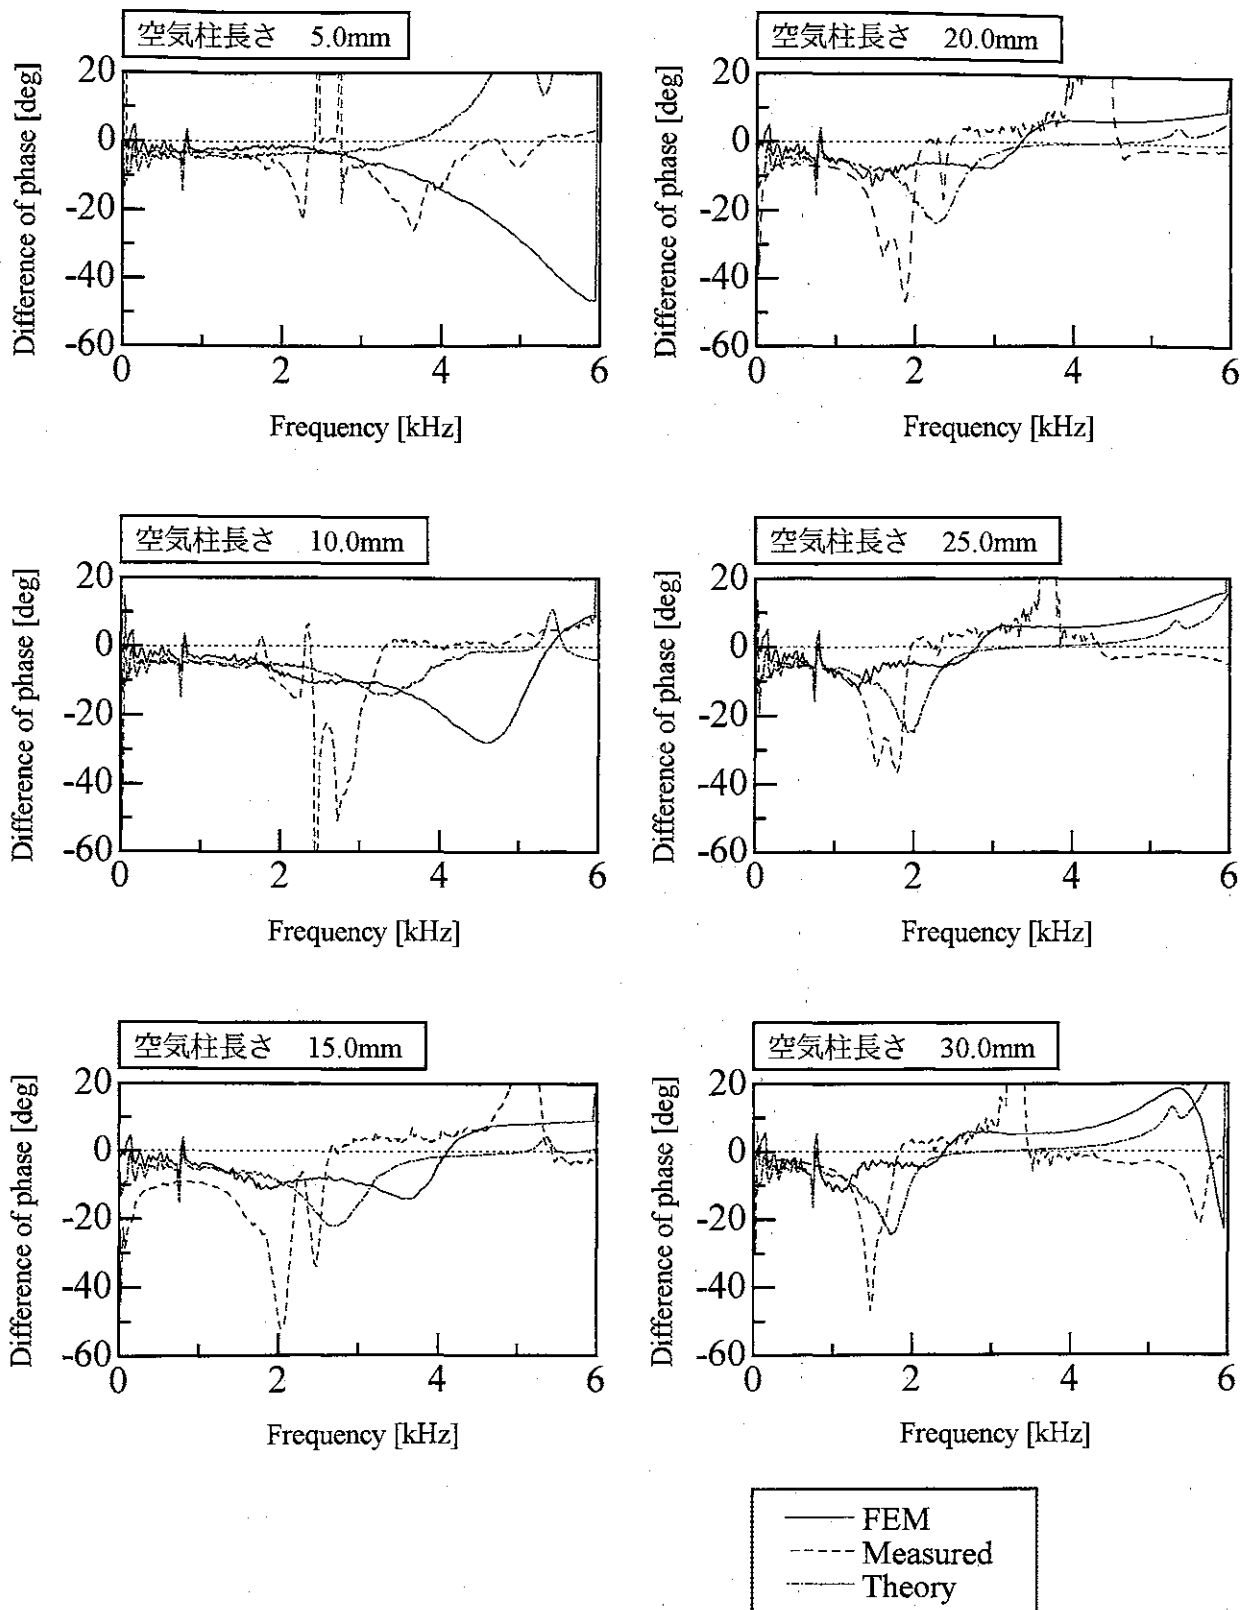 空気柱長さ 5.0mm
Difference of phase [deg]
20
0
-20
-40
-60
0 2 4 6
Frequency [kHz]
空気柱長さ 20.0mm
Difference of phase [deg]
20
0
-20
-40
-60
0 2 4 6
Frequency [kHz]
空気柱長さ 10.0mm
Difference of phase [deg]
20
0
-20
-40
-60
0 2 4 6
Frequency [kHz]
空気柱長さ 25.0mm
Difference of phase [deg]
20
0
-20
-40
-60
0 2 4 6
Frequency [kHz]
空気柱長さ 15.0mm
Difference of phase [deg]
20
0
-20
-40
-60
0 2 4 6
Frequency [kHz]
空気柱長さ 30.0mm
Difference of phase [deg]
20
0
-20
-40
-60
0 2 4 6
Frequency [kHz]
FEM
Measured
Theory